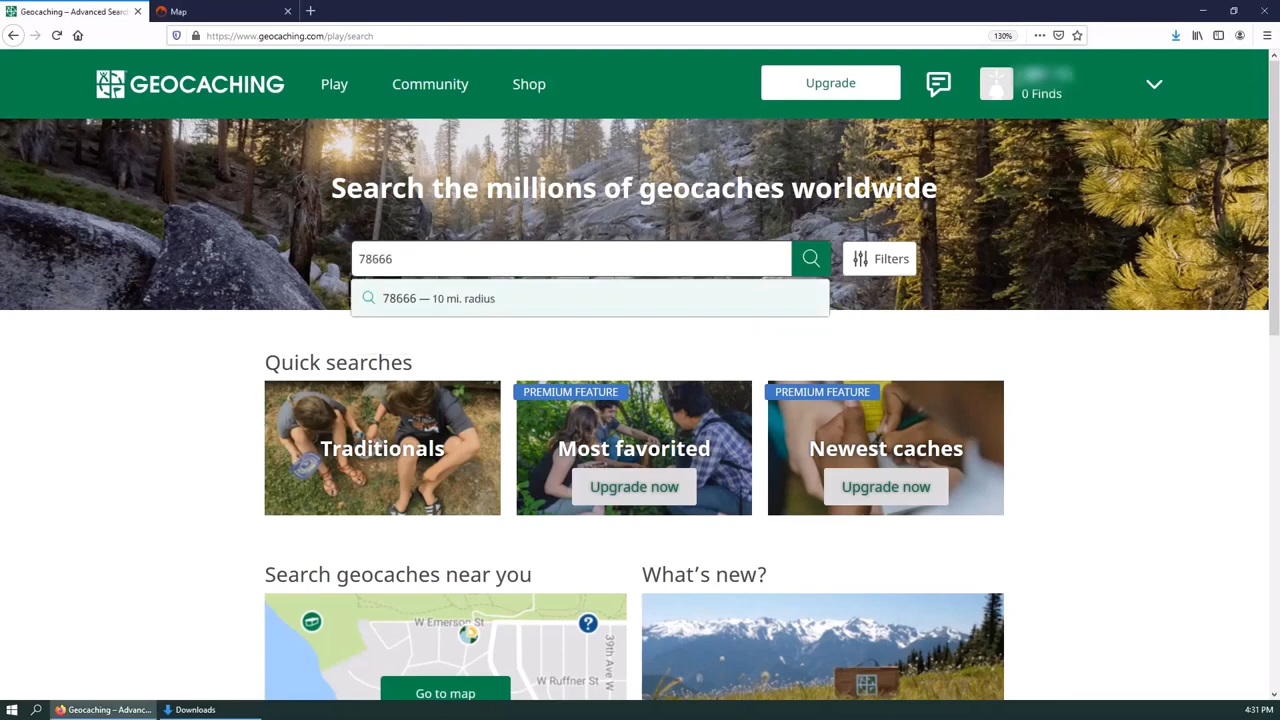 Geocaching – Advanced Searc
Map
https://www.geocaching.com/play/search
130%
GEOCACHING
Play
Community
Shop
Upgrade
0 Finds
Search the millions of geocaches worldwide
78666
Filters
78666 — 10 mi. radius
Quick searches
Traditionals
PREMIUM FEATURE
Most favorited
Upgrade now
PREMIUM FEATURE
Newest caches
Upgrade now
Search geocaches near you
What's new?
W Emerson St
39th Ave W
W Ruffner St
Go to map
Geocaching – Advanc...
Downloads
4:31 PM